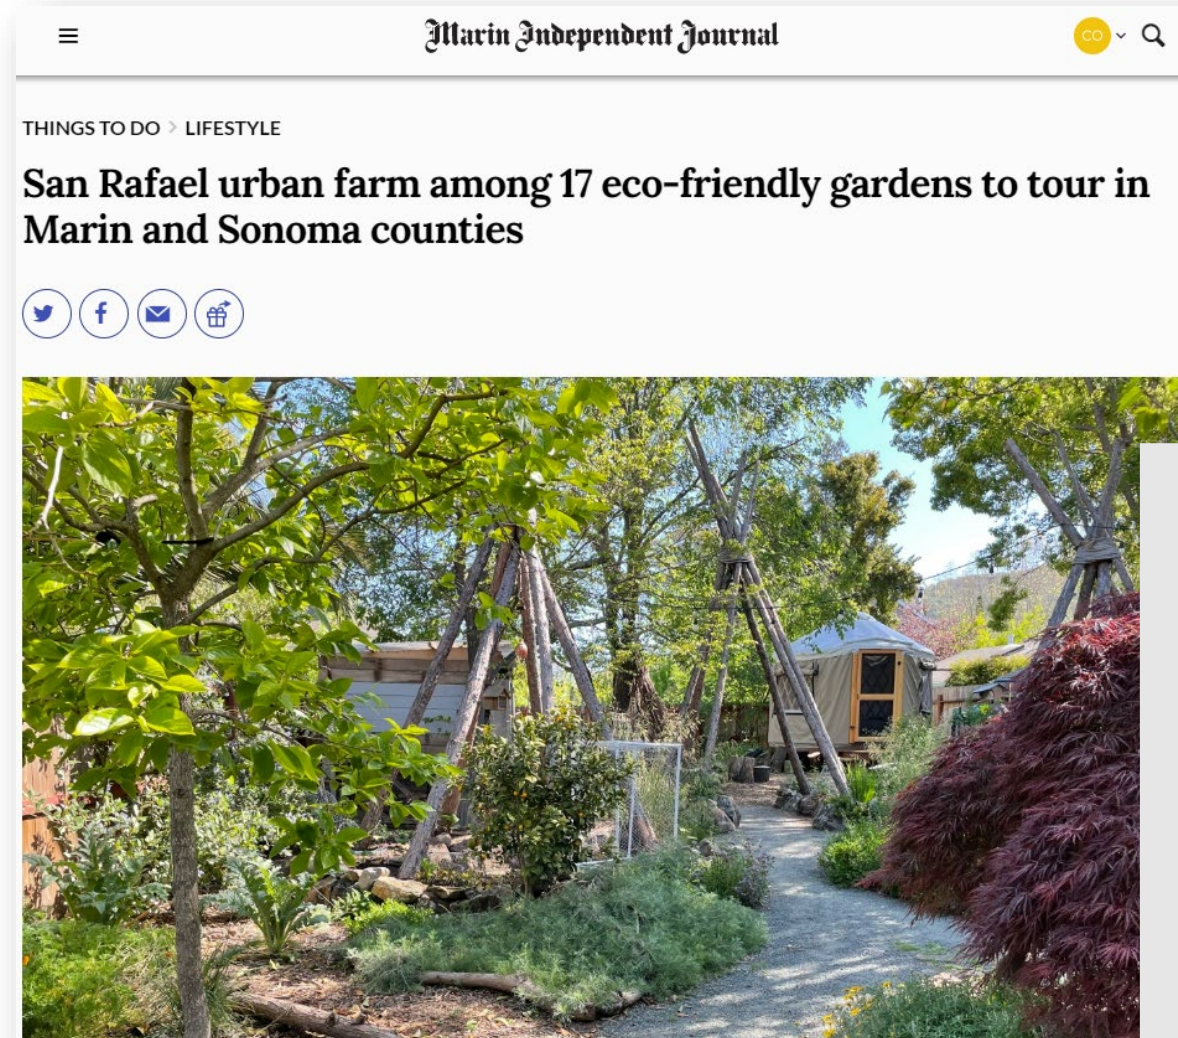 Marin Independent Journal
CO
THINGS TO DO > LIFESTYLE
San Rafael urban farm among 17 eco-friendly gardens to tour in
Marin and Sonoma counties